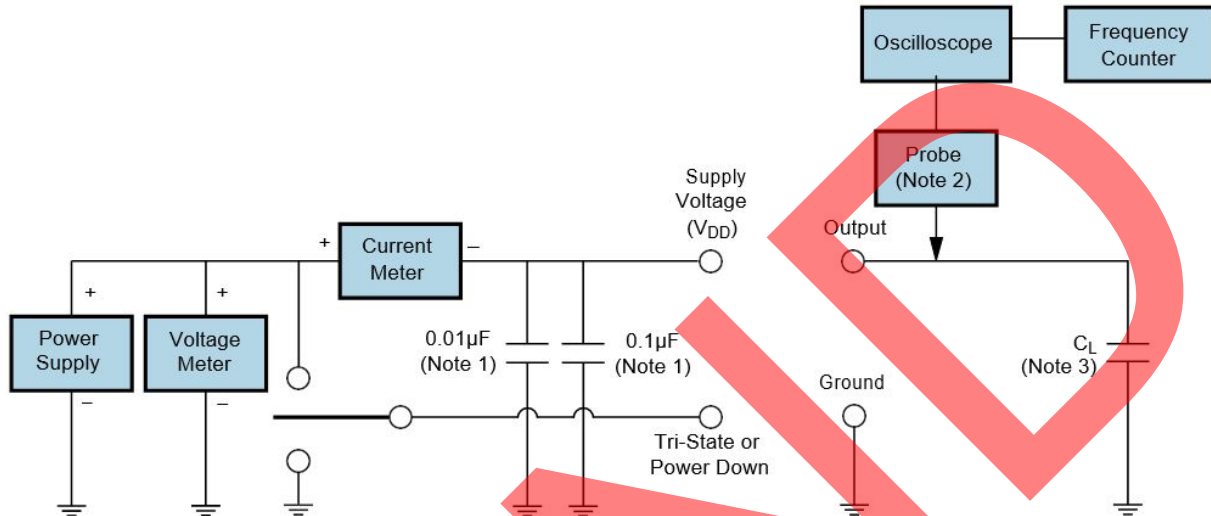 Oscilloscope
Frequency
Counter
Probe
(Note 2)
Supply
Voltage
(VDD)
Output
+
Current
Meter
–
+
Power
Supply
–
+
Voltage
Meter
–
0.01µF
(Note 1)
0.1µF
(Note 1)
CL
(Note 3)
Ground
Tri-State or
Power Down